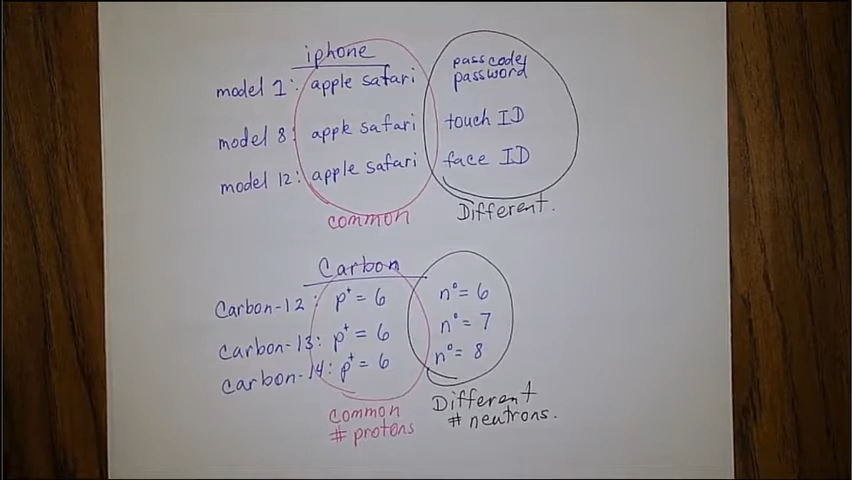 iphone
model 1: apple safari passcode/
password
model 8: apple safari touch ID
model 12: apple safari face ID
common Different.
Carbon
Carbon-12: p+ = 6 n° = 6
Carbon-13: p+ = 6 n° = 7
Carbon-14: p+ = 6 n° = 8
Common Different
# protons # neutrons.